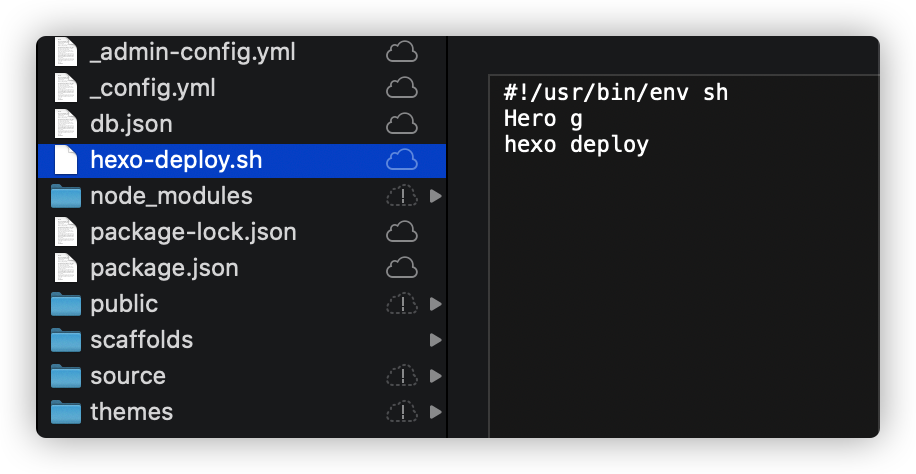 _admin-config.yml
_config.yml
db.json
hexo-deploy.sh
node_modules
package-lock.json
package.json
public
scaffolds
source
themes
#!/usr/bin/env sh
Hero g
hexo deploy